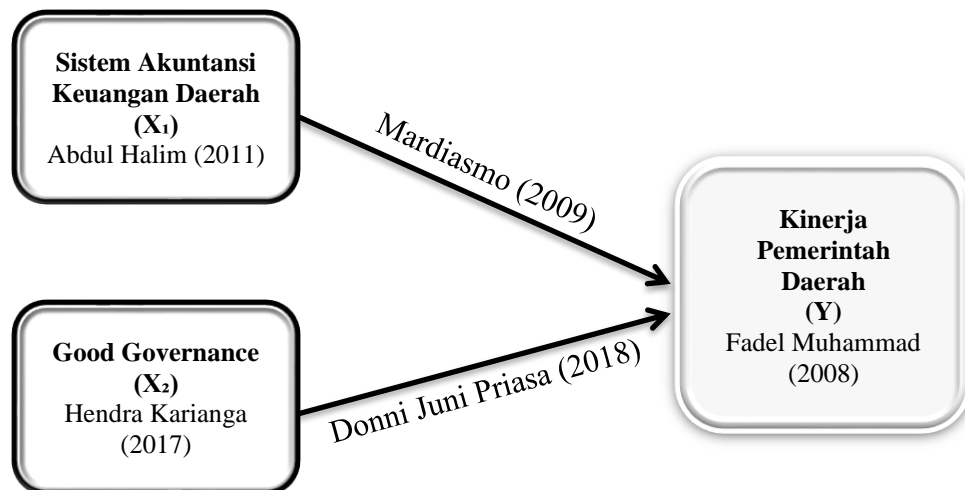 Sistem Akuntansi
Keuangan Daerah
(X₁)
Abdul Halim (2011)
Mardiasmo (2009)
Kinerja
Pemerintah
Daerah
(Y)
Fadel Muhammad
(2008)
Good Governance
(X₂)
Hendra Karianga
(2017)
Donni Juni Priasa (2018)